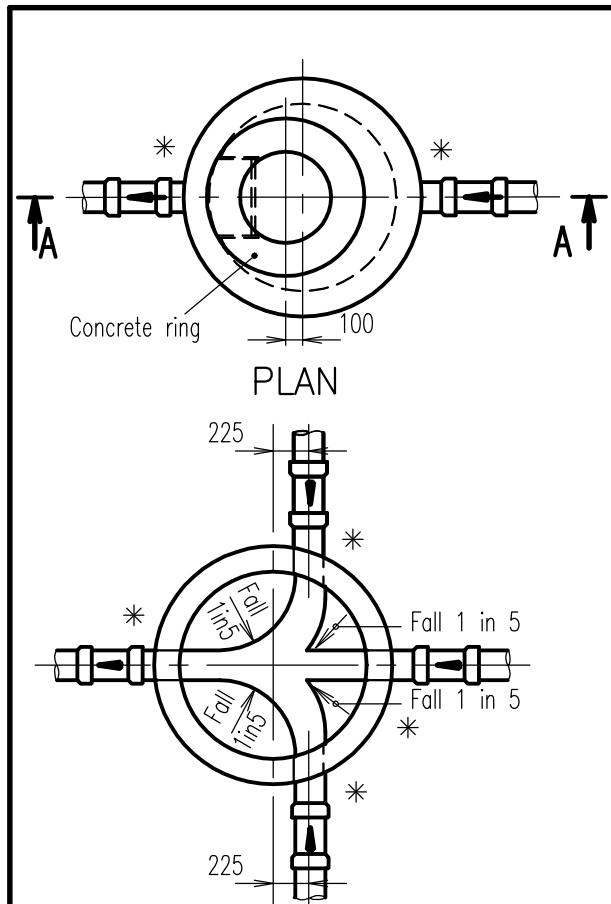 *
*
A
A
Concrete ring
100
PLAN
225
*
Fall
1in5
*
Fall 1 in 5
Fall
1in5
Fall 1 in 5
*
*
225